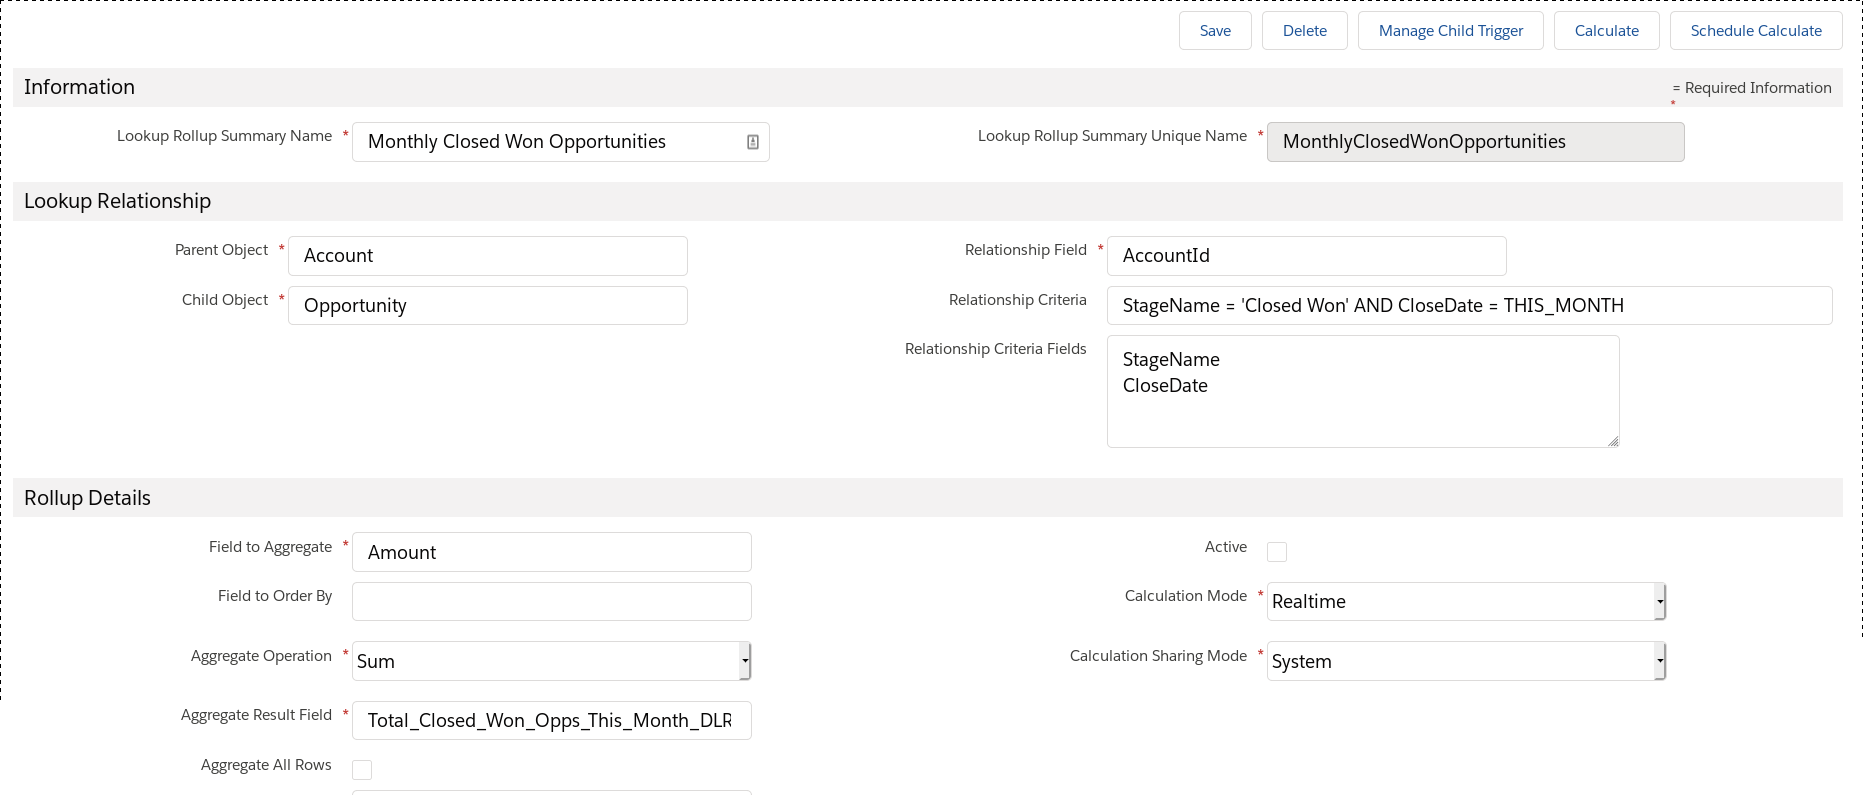 Save Delete Manage Child Trigger Calculate Schedule Calculate
Information = Required Information
*
Lookup Rollup Summary Name * Monthly Closed Won Opportunities Lookup Rollup Summary Unique Name * MonthlyClosedWonOpportunities
Lookup Relationship
Parent Object * Account Relationship Field * AccountId
Child Object * Opportunity Relationship Criteria StageName = 'Closed Won' AND CloseDate = THIS_MONTH
Relationship Criteria Fields StageName
CloseDate
Rollup Details
Field to Aggregate * Amount Active
Field to Order By Calculation Mode * Realtime
Aggregate Operation * Sum Calculation Sharing Mode * System
Aggregate Result Field * Total_Closed_Won_Opps_This_Month_DLR
Aggregate All Rows